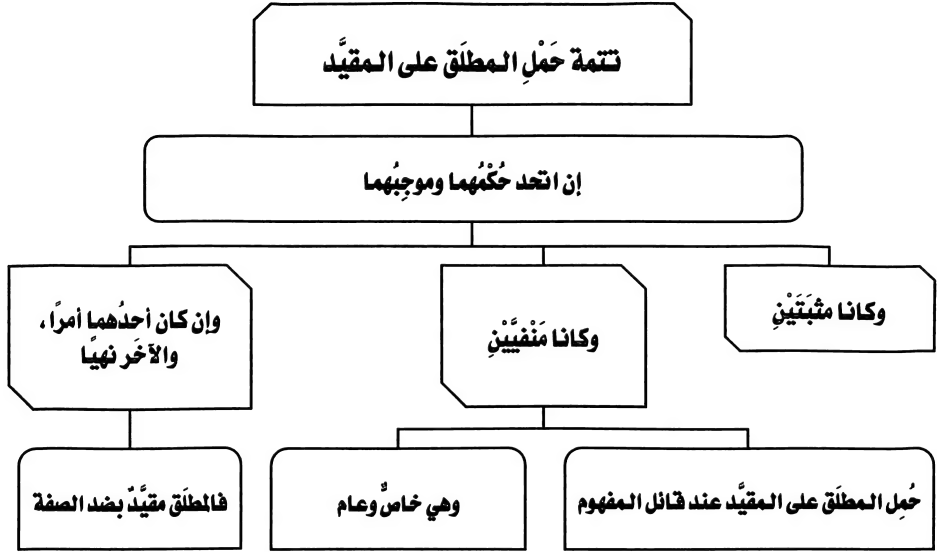 تتمة حَمْلِ المطلَق على المقيَّد
إن اتحد حُكْمُهما وموجِبُهما
وكانا مثبَتَيْنِ
وكانا مَنْفيَّيْنِ
وإن كان أحدُهما أمرًا،
والآخَر نهيًا
حُمِل المطلَق على المقيَّد عند قائل المفهوم
وهي خاصٌّ وعام
فالمطلَق مقيَّدٌ بضد الصفة